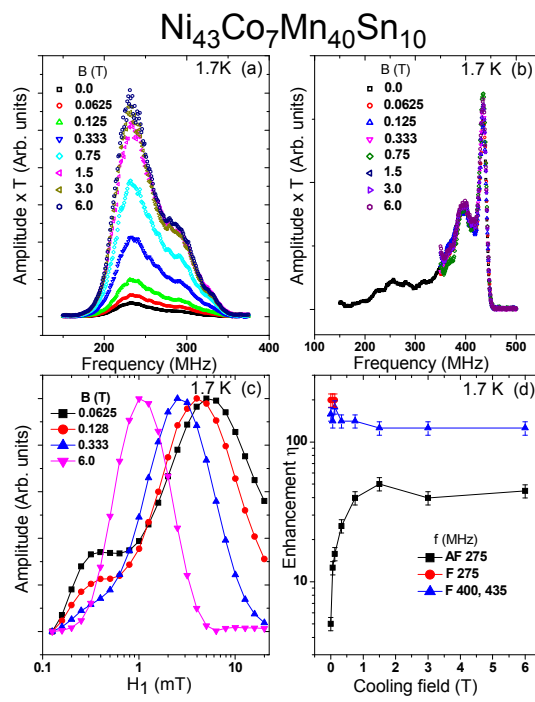 Ni43Co7Mn40Sn10
1.7K (a)
B (T)
0.0
0.0625
0.125
0.333
0.75
1.5
3.0
6.0
Amplitude x T (Arb. units)
200 300 400
Frequency (MHz)
1.7K (b)
B (T)
0.0
0.0625
0.125
0.333
0.75
1.5
3.0
6.0
Amplitude x T (Arb. units)
100 200 300 400 500
Frequency (MHz)
(c) 1.7 K
B (T)
0.0625
0.128
0.333
6.0
Amplitude (Arb. units)
0.1 1 10
H1 (mT)
1.7K (d)
Enhancement η
100
10
f (MHz)
AF 275
F 275
F 400, 435
0 1 2 3 4 5 6
Cooling field (T)